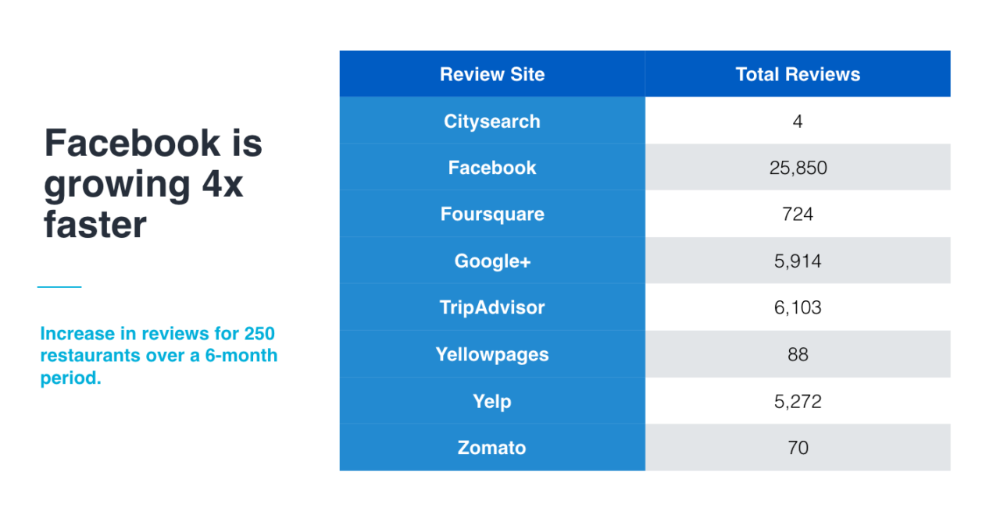 Facebook is
growing 4x
faster
Increase in reviews for 250
restaurants over a 6-month
period.
Review Site Total Reviews
Citysearch 4
Facebook 25,850
Foursquare 724
Google+ 5,914
TripAdvisor 6,103
Yellowpages 88
Yelp 5,272
Zomato 70